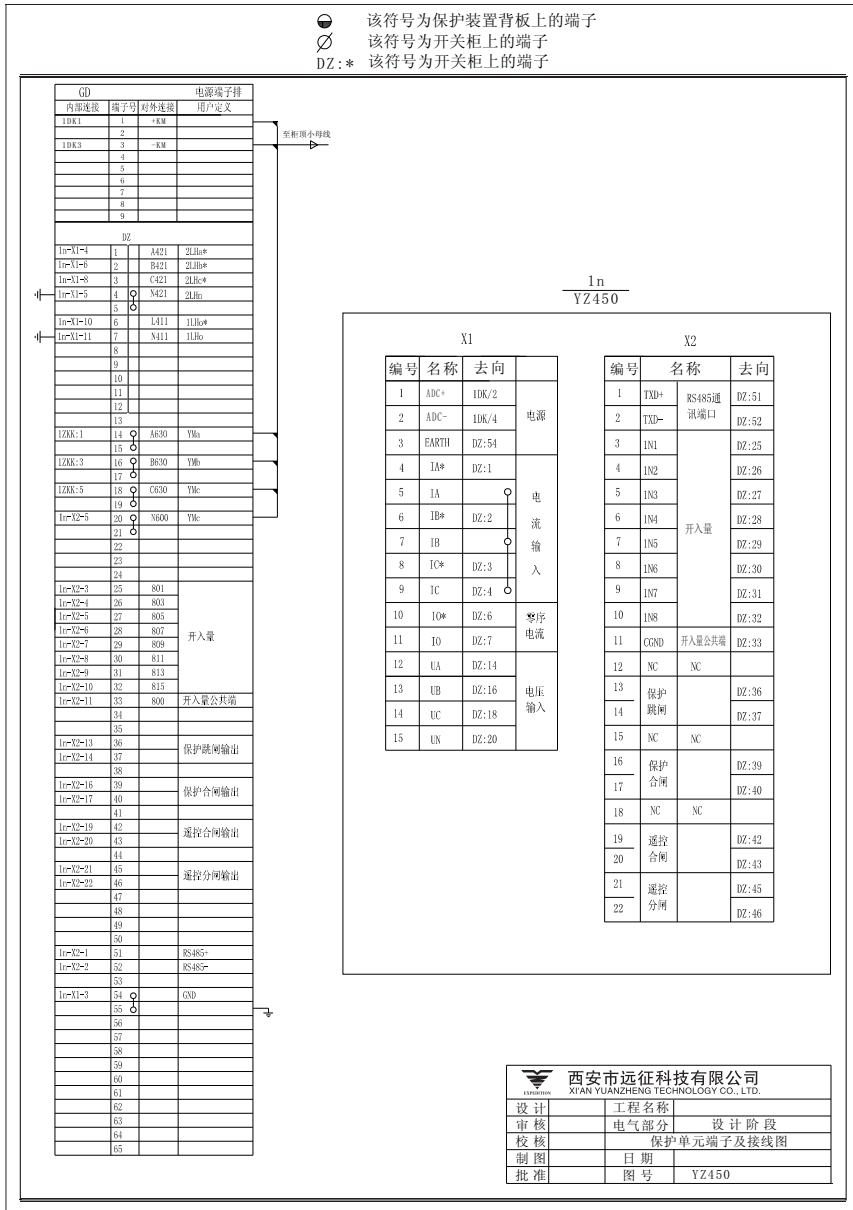 该符号为保护装置背板上的端子
该符号为开关柜上的端子
DZ:* 该符号为开关柜上的端子
GD 电源端子排
内部连接 端子号 对外连接 用户定义
1DK1 1 +KM
2
1DK3 3 -KM
4
5
6
7
8
9
至柜顶小母线
DZ
1n-X1-4 1 A421 2LHa*
1n-X1-6 2 B421 2LHb*
1n-X1-8 3 C421 2LHc*
1n-X1-5 4 N421 2LHn
5
1n-X1-10 6 L411 1LHo*
1n-X1-11 7 N411 1LHo
8
9
10
11
12
13
1ZKK:1 14 A630 YMa
15
1ZKK:3 16 B630 YMb
17
1ZKK:5 18 C630 YMc
19
1n-X2-5 20 N600 YMc
21
22
23
24
1n-X2-3 25 801
1n-X2-4 26 803
1n-X2-5 27 805
1n-X2-6 28 807
开入量
1n-X2-7 29 809
1n-X2-8 30 811
1n-X2-9 31 813
1n-X2-10 32 815
1n-X2-11 33 800 开入量公共端
34
35
1n-X2-13 36
保护跳闸输出
1n-X2-14 37
38
1n-X2-16 39
保护合闸输出
1n-X2-17 40
41
1n-X2-19 42
遥控合闸输出
1n-X2-20 43
44
1n-X2-21 45
遥控分闸输出
1n-X2-22 46
47
48
49
50
1n-X2-1 51 RS485+
1n-X2-2 52 RS485-
53
1n-X1-3 54 GND
55
56
57
58
59
60
61
62
63
64
65
1n
YZ450
X1
编号 名称 去向
1 ADC+ 1DK/2
电源
2 ADC- 1DK/4
3 EARTH DZ:54
4 IA* DZ:1
5 IA
电
6 IB* DZ:2
流
7 IB
输
8 IC* DZ:3
入
9 IC DZ:4
10 IO* DZ:6 零序
11 IO DZ:7 电流
12 UA DZ:14
13 UB DZ:16 电压
14 UC DZ:18 输入
15 UN DZ:20
X2
编号 名称 去向
1 TXD+ RS485通 DZ:51
2 TXD- 讯端口 DZ:52
3 1N1 DZ:25
4 1N2 DZ:26
5 1N3 DZ:27
6 1N4 DZ:28
开入量
7 1N5 DZ:29
8 1N6 DZ:30
9 1N7 DZ:31
10 1N8 DZ:32
11 CGND 开入量公共端 DZ:33
12 NC NC
13 保护 DZ:36
14 跳闸 DZ:37
15 NC NC
16 保护 DZ:39
17 合闸 DZ:40
18 NC NC
19 遥控 DZ:42
20 合闸 DZ:43
21 遥控 DZ:45
22 分闸 DZ:46
EXPEDITION
西安市远征科技有限公司
XI'AN YUANZHENG TECHNOLOGY CO., LTD.
设计 工程名称
审核 电气部分 设计阶段
校核 保护单元端子及接线图
制图 日期
批准 图号 YZ450